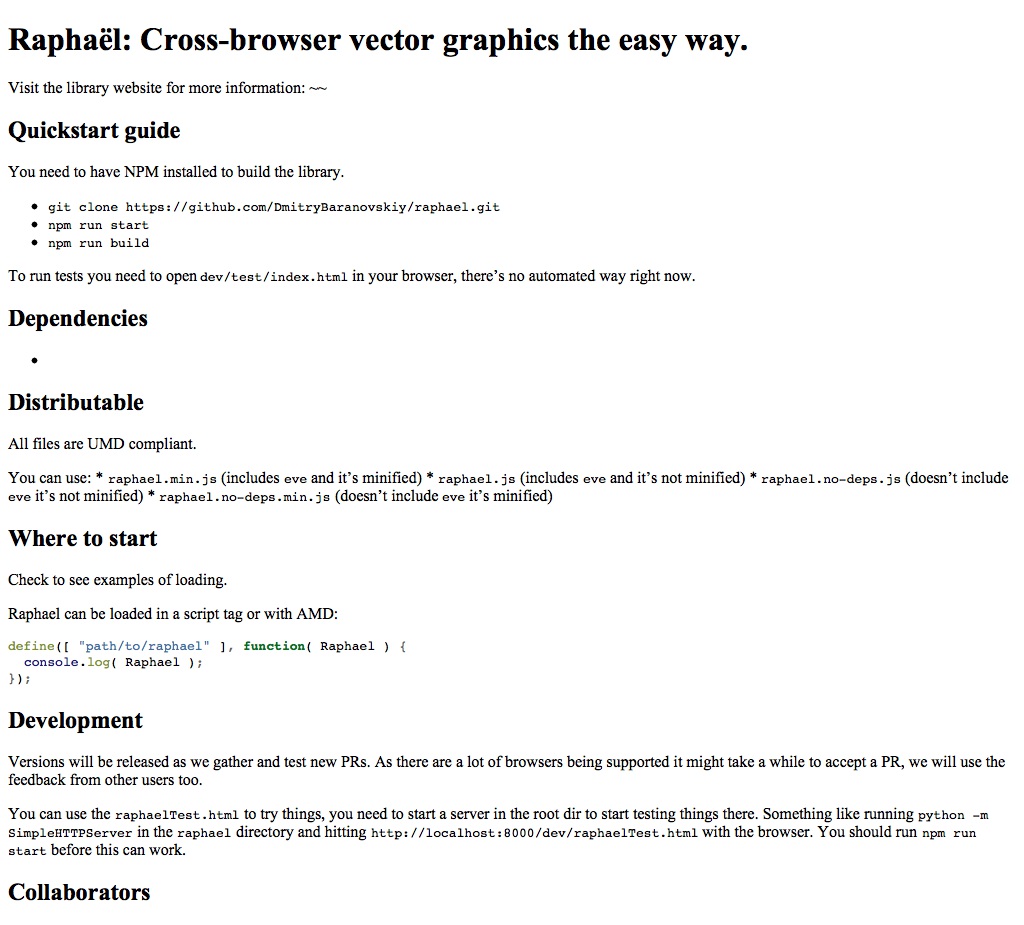 Raphaël: Cross-browser vector graphics the easy way.
Visit the library website for more information: ~~
Quickstart guide
You need to have NPM installed to build the library.
• git clone https://github.com/DmitryBaranovskiy/raphael.git
• npm run start
• npm run build
To run tests you need to open dev/test/index.html in your browser, there’s no automated way right now.
Dependencies
•
Distributable
All files are UMD compliant.
You can use: * raphael.min.js (includes eve and it’s minified) * raphael.js (includes eve and it’s not minified) * raphael.no-deps.js (doesn’t include
eve it’s not minified) * raphael.no-deps.min.js (doesn’t include eve it’s minified)
Where to start
Check to see examples of loading.
Raphael can be loaded in a script tag or with AMD:
define([ "path/to/raphael" ], function( Raphael ) {
  console.log( Raphael );
});
Development
Versions will be released as we gather and test new PRs. As there are a lot of browsers being supported it might take a while to accept a PR, we will use the
feedback from other users too.
You can use the raphaelTest.html to try things, you need to start a server in the root dir to start testing things there. Something like running python -m
SimpleHTTPServer in the raphael directory and hitting http://localhost:8000/dev/raphaelTest.html with the browser. You should run npm run
start before this can work.
Collaborators